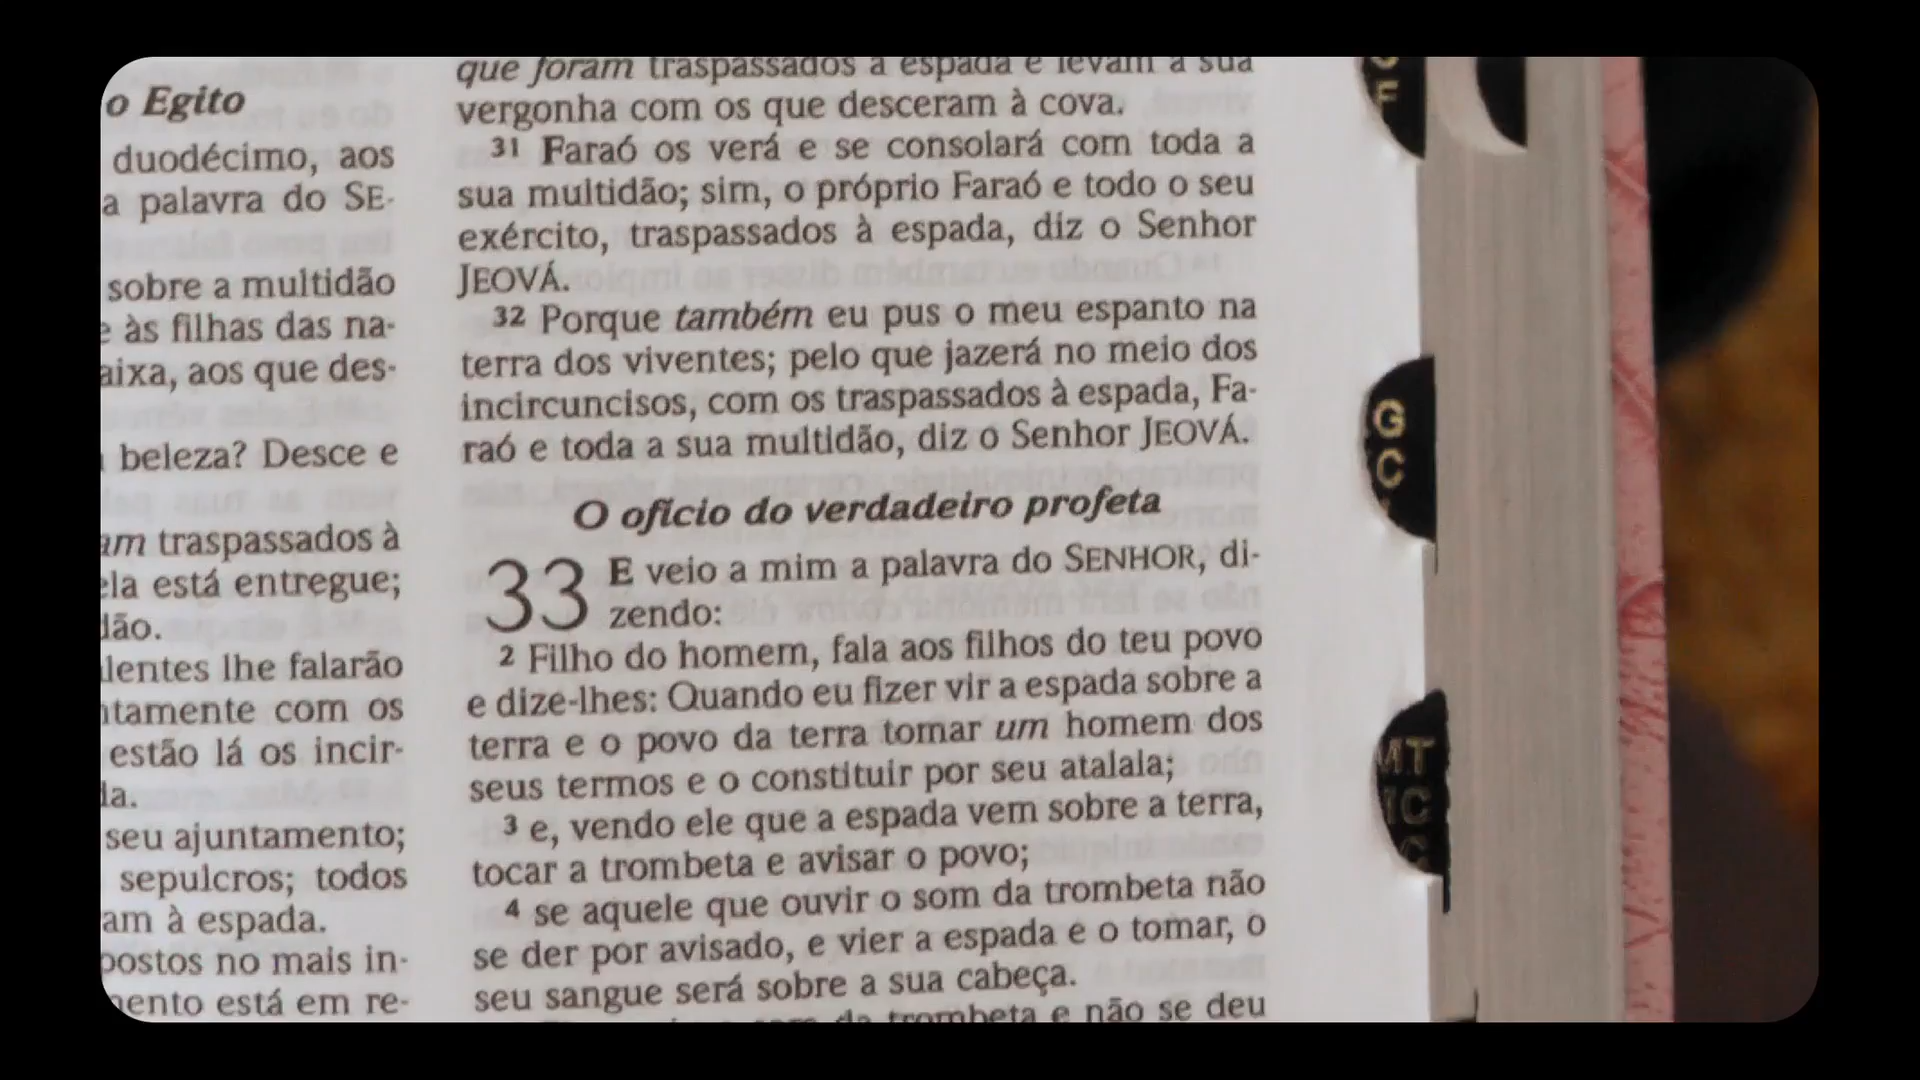 o Egito
duodécimo, aos
a palavra do SE-
sobre a multidão
e às filhas das na-
aixa, aos que des-
beleza? Desce e
am traspassados à
ela está entregue;
dão.
lentes lhe falarão
ntamente com os
estão lá os incir-
da.
seu ajuntamento;
sepulcros; todos
am à espada.
postos no mais in-
mento está em re-
que foram traspassados à espada e levam a sua
vergonha com os que desceram à cova.
31 Faraó os verá e se consolará com toda a
sua multidão; sim, o próprio Faraó e todo o seu
exército, traspassados à espada, diz o Senhor
JEOVÁ.
32 Porque também eu pus o meu espanto na
terra dos viventes; pelo que jazerá no meio dos
incircuncisos, com os traspassados à espada, Fa-
raó e toda a sua multidão, diz o Senhor JEOVÁ.
O ofício do verdadeiro profeta
33 E veio a mim a palavra do SENHOR, di-
zendo:
2 Filho do homem, fala aos filhos do teu povo
e dize-lhes: Quando eu fizer vir a espada sobre a
terra e o povo da terra tomar um homem dos
seus termos e o constituir por seu atalaia;
3 e, vendo ele que a espada vem sobre a terra,
tocar a trombeta e avisar o povo;
4 se aquele que ouvir o som da trombeta não
se der por avisado, e vier a espada e o tomar, o
seu sangue será sobre a sua cabeça.
da trombeta e não se deu
F
G
C
MT
C